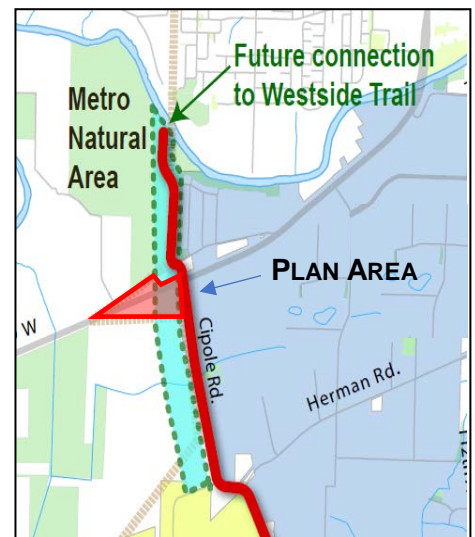 Future connection
to Westside Trail
Metro
Natural
Area
PLAN AREA
W
Cipole Rd.
Herman Rd.